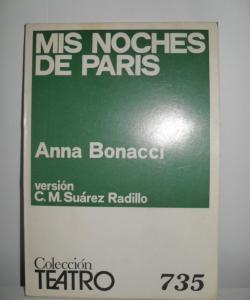 MIS NOCHES
DE PARIS
Anna Bonacci
versión
C. M. Suárez Radillo
Colección
TEATRO
735